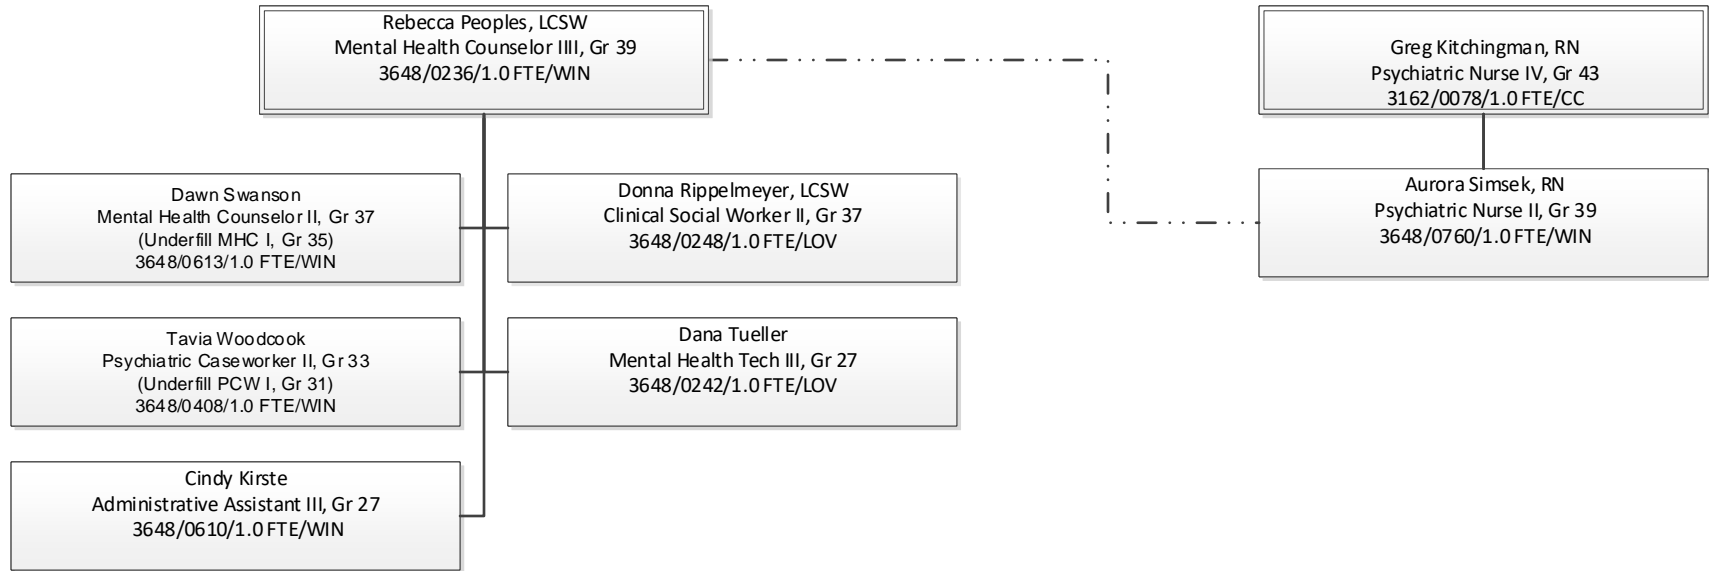 Rebecca Peoples, LCSW
Mental Health Counselor IIII, Gr 39
3648/0236/1.0 FTE/WIN
Greg Kitchingman, RN
Psychiatric Nurse IV, Gr 43
3162/0078/1.0 FTE/CC
Dawn Swanson
Mental Health Counselor II, Gr 37
(Underfill MHC I, Gr 35)
3648/0613/1.0 FTE/WIN
Donna Rippelmeyer, LCSW
Clinical Social Worker II, Gr 37
3648/0248/1.0 FTE/LOV
Aurora Simsek, RN
Psychiatric Nurse II, Gr 39
3648/0760/1.0 FTE/WIN
Tavia Woodcook
Psychiatric Caseworker II, Gr 33
(Underfill PCW I, Gr 31)
3648/0408/1.0 FTE/WIN
Dana Tueller
Mental Health Tech III, Gr 27
3648/0242/1.0 FTE/LOV
Cindy Kirste
Administrative Assistant III, Gr 27
3648/0610/1.0 FTE/WIN